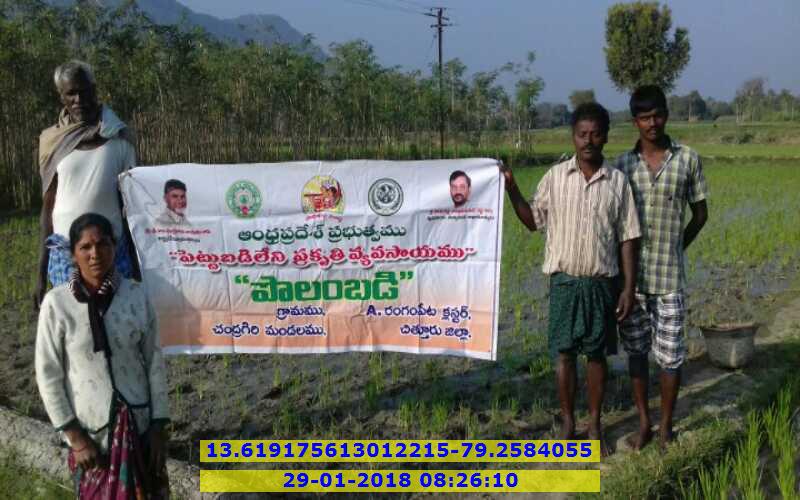 ఆంధ్రప్రదేశ్ ప్రభుత్వము
"పెట్టుబడిలేని ప్రకృతి వ్యవసాయము"
"పొలంబడి"
గ్రామము, A. రంగంపేట క్లస్టర్,
చంద్రగిరి మండలము, చిత్తూరు జిల్లా.
13.619175613012215-79.2584055
29-01-2018 08:26:10